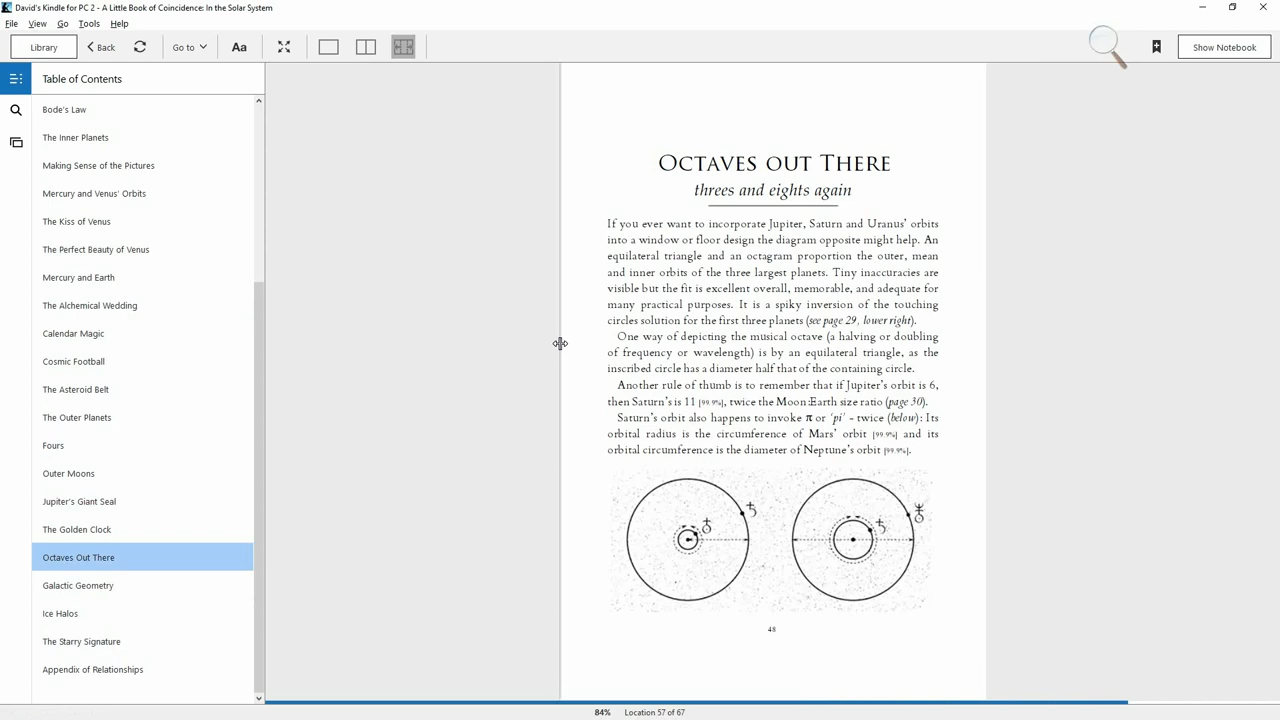 David's Kindle for PC 2 - A Little Book of Coincidence: In the Solar System
File View Go Tools Help
Library Back Go to Aa Show Notebook
Table of Contents
Bode's Law
The Inner Planets
Making Sense of the Pictures
Mercury and Venus' Orbits
The Kiss of Venus
The Perfect Beauty of Venus
Mercury and Earth
The Alchemical Wedding
Calendar Magic
Cosmic Football
The Asteroid Belt
The Outer Planets
Fours
Outer Moons
Jupiter's Giant Seal
The Golden Clock
Octaves Out There
Galactic Geometry
Ice Halos
The Starry Signature
Appendix of Relationships
Octaves out There
threes and eights again
If you ever want to incorporate Jupiter, Saturn and Uranus' orbits
into a window or floor design the diagram opposite might help. An
equilateral triangle and an octagram proportion the outer, mean
and inner orbits of the three largest planets. Tiny inaccuracies are
visible but the fit is excellent overall, memorable, and adequate for
many practical purposes. It is a spiky inversion of the touching
circles solution for the first three planets (see page 29, lower right).
One way of depicting the musical octave (a halving or doubling
of frequency or wavelength) is by an equilateral triangle, as the
inscribed circle has a diameter half that of the containing circle.
Another rule of thumb is to remember that if Jupiter's orbit is 6,
then Saturn's is 11 [99.9%], twice the Moon:Earth size ratio (page 30).
Saturn's orbit also happens to invoke π or 'pi' - twice (below): Its
orbital radius is the circumference of Mars' orbit [99.9%] and its
orbital circumference is the diameter of Neptune's orbit [99.9%].
48
84% Location 57 of 67